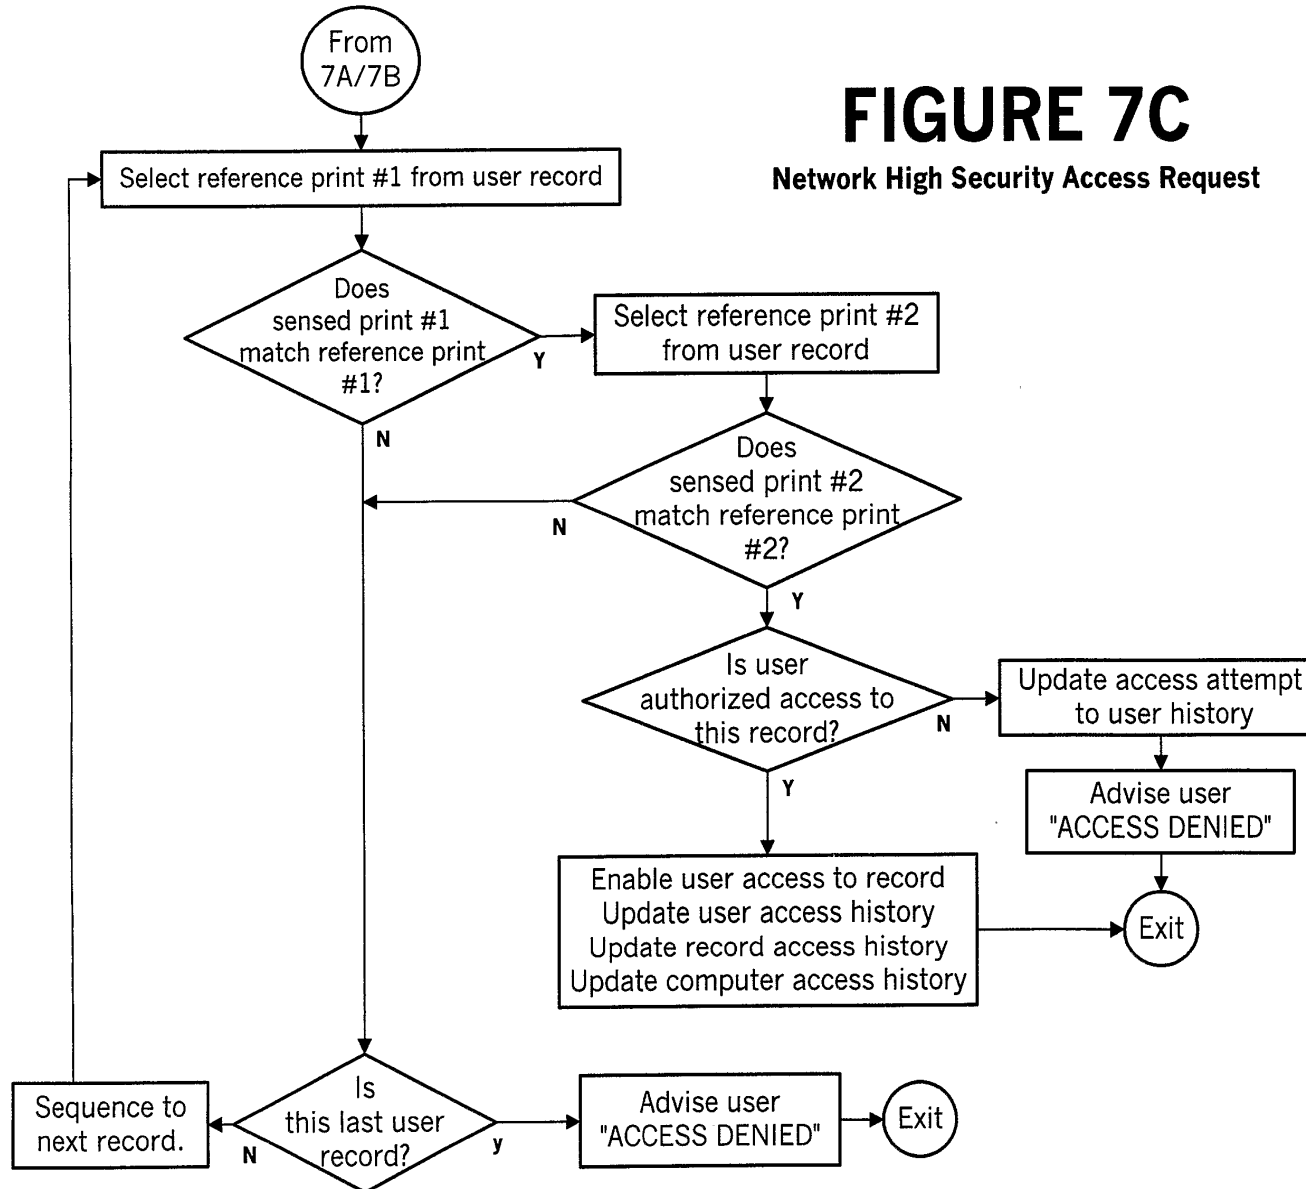 From
7A/7B
FIGURE 7C
Network High Security Access Request
Select reference print #1 from user record
Does
sensed print #1
match reference print
#1?
Y
N
Select reference print #2
from user record
Does
sensed print #2
match reference print
#2?
N
Y
Is user
authorized access to
this record?
N
Y
Update access attempt
to user history
Advise user
"ACCESS DENIED"
Exit
Enable user access to record
Update user access history
Update record access history
Update computer access history
Is
this last user
record?
N
y
Sequence to
next record.
Advise user
"ACCESS DENIED"
Exit